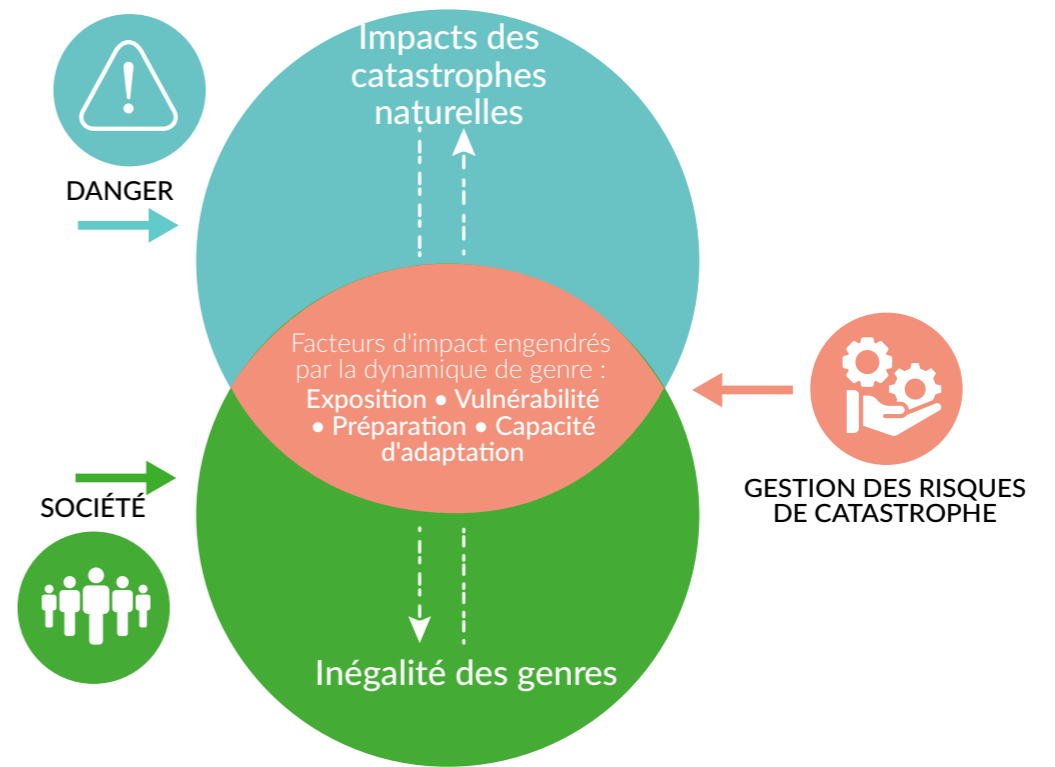 Impacts des
catastrophes
naturelles
DANGER
Facteurs d'impact engendrés
par la dynamique de genre :
Exposition • Vulnérabilité
• Préparation • Capacité
d'adaptation
GESTION DES RISQUES
DE CATASTROPHE
SOCIÉTÉ
Inégalité des genres